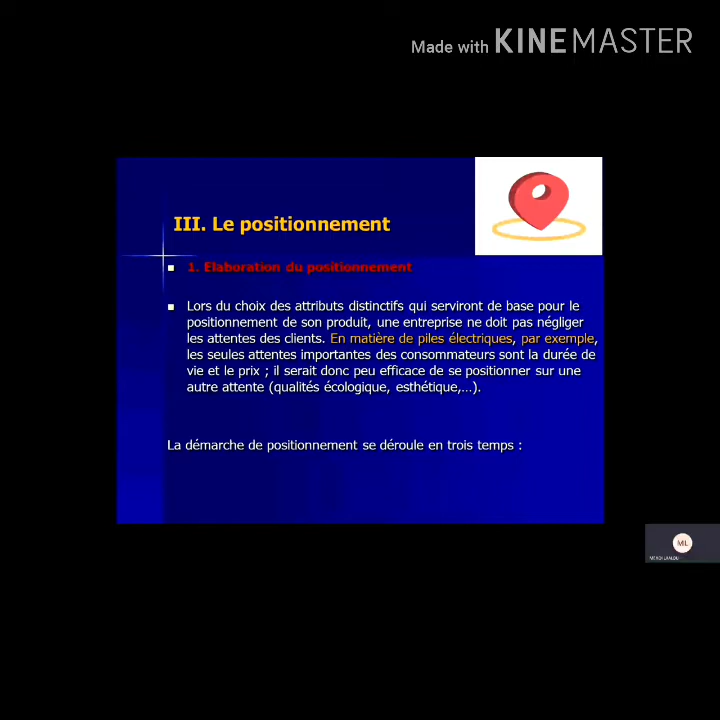 Made with KINEMASTER
III. Le positionnement
1. Elaboration du positionnement
Lors du choix des attributs distinctifs qui serviront de base pour le
positionnement de son produit, une entreprise ne doit pas négliger
les attentes des clients. En matière de piles électriques, par exemple,
les seules attentes importantes des consommateurs sont la durée de
vie et le prix ; il serait donc peu efficace de se positionner sur une
autre attente (qualités écologique, esthétique,...).
La démarche de positionnement se déroule en trois temps :